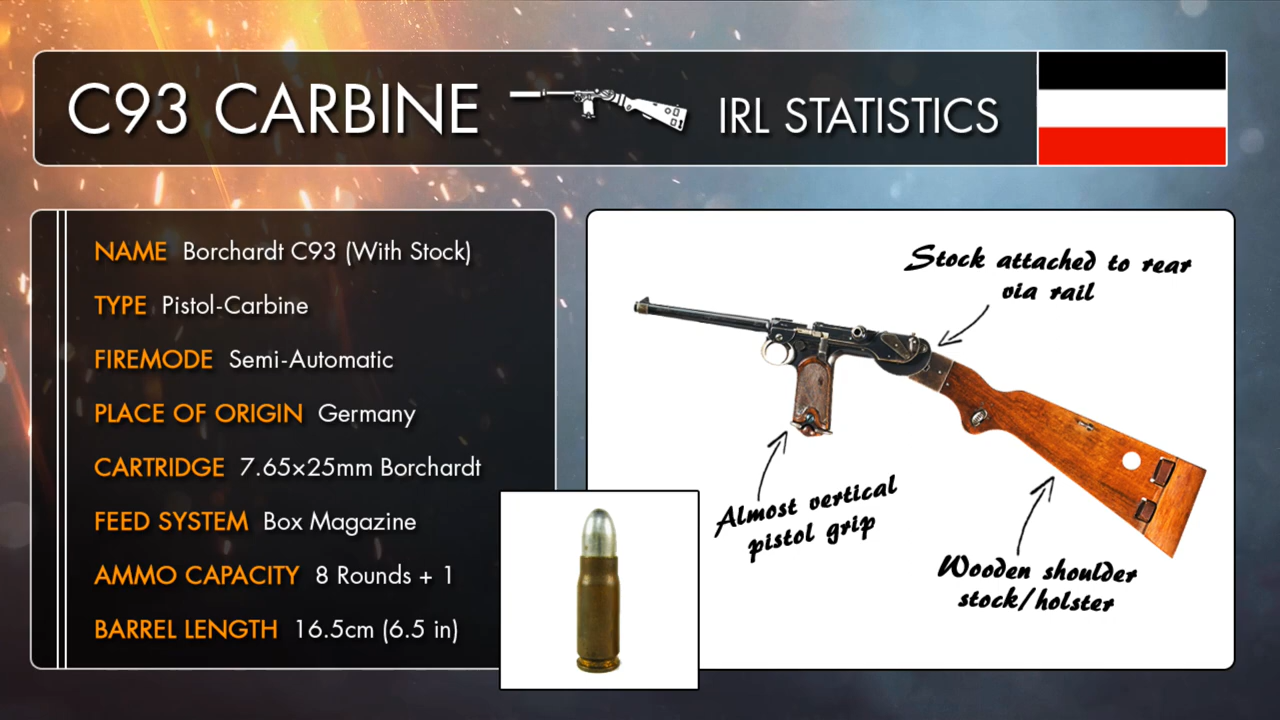 C93 CARBINE IRL STATISTICS
NAME Borchardt C93 (With Stock)
TYPE Pistol-Carbine
FIREMODE Semi-Automatic
PLACE OF ORIGIN Germany
CARTRIDGE 7.65×25mm Borchardt
FEED SYSTEM Box Magazine
AMMO CAPACITY 8 Rounds + 1
BARREL LENGTH 16.5cm (6.5 in)
Stock attached to rear
via rail
Almost vertical
pistol grip
Wooden shoulder
stock/holster